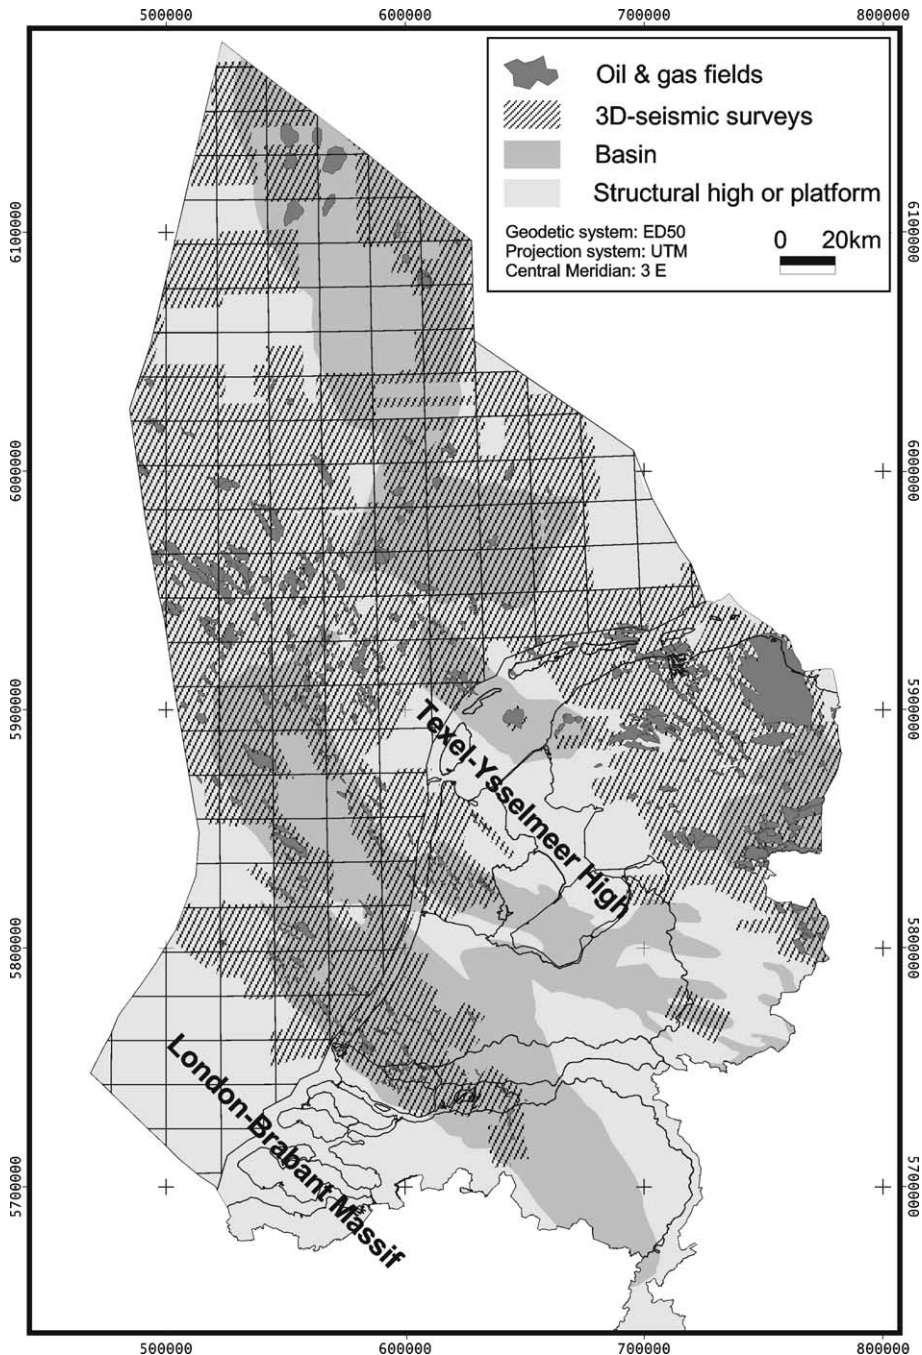 500000 600000 700000 800000
Oil & gas fields
3D-seismic surveys
Basin
Structural high or platform
Geodetic system: ED50
Projection system: UTM
Central Meridian: 3 E
0 20km
6100000 6100000
6000000 6000000
5900000 5900000
Texel-Ysselmeer High
5800000 5800000
London-Brabant Massif
5700000 5700000
500000 600000 700000 800000